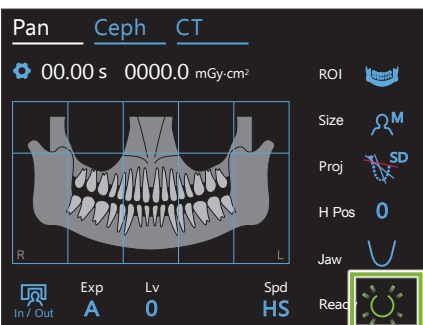 Pan Ceph CT
00.00 s 0000.0 mGy·cm²
ROI
Size M
Proj SD
H Pos 0
R L
Jaw
Exp Lv Spd
In / Out A 0 HS
Ready